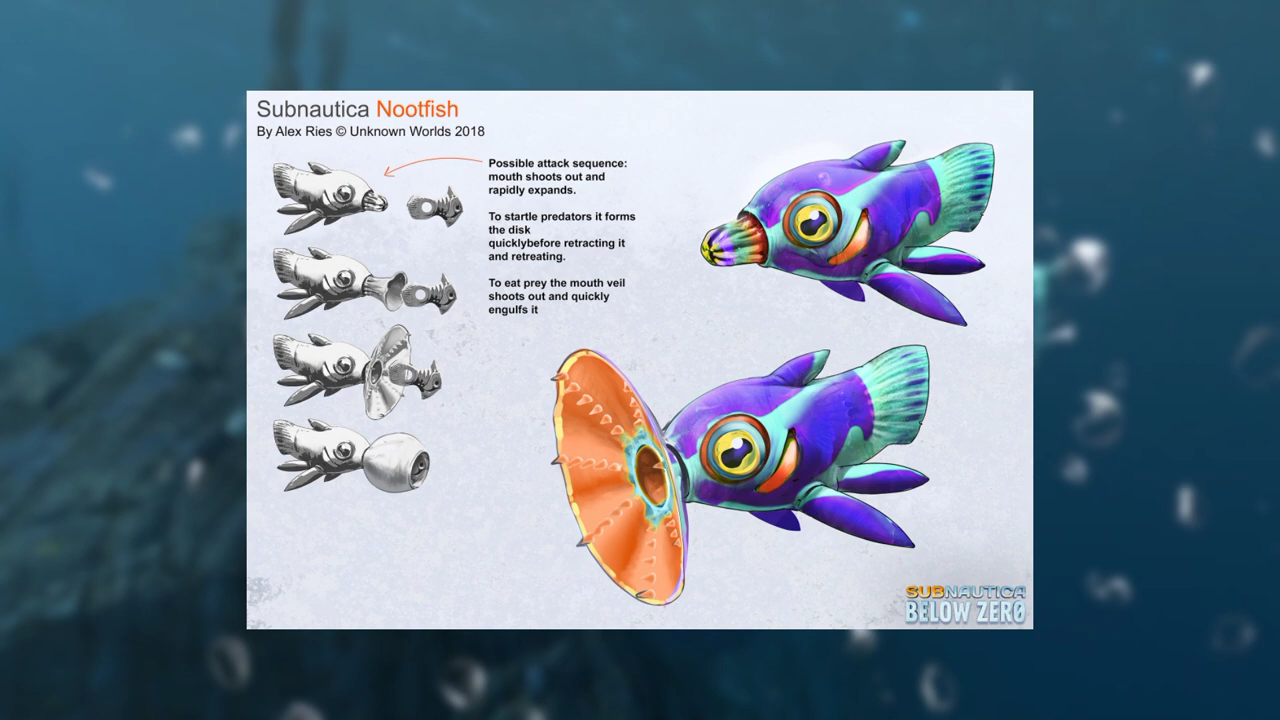 Subnautica Nootfish
By Alex Ries © Unknown Worlds 2018
Possible attack sequence:
mouth shoots out and
rapidly expands.
To startle predators it forms
the disk
quicklybefore retracting it
and retreating.
To eat prey the mouth veil
shoots out and quickly
engulfs it
SUBNAUTICA
BELOW ZERO